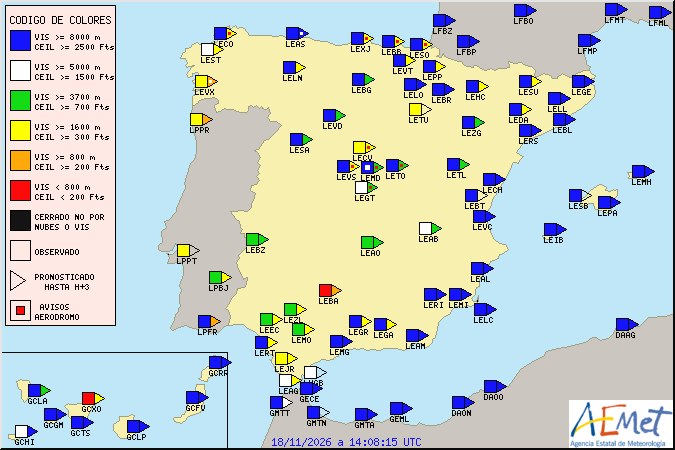 CODIGO DE COLORES
VIS >= 8000 m
CEIL >= 2500 Fts
VIS >= 5000 m
CEIL >= 1500 Fts
VIS >= 3700 m
CEIL >= 700 Fts
VIS >= 1600 m
CEIL >= 300 Fts
VIS >= 800 m
CEIL >= 200 Fts
VIS < 800 m
CEIL < 200 Fts
CERRADO NO POR
NUBES O VIS
OBSERVADO
PRONOSTICADO
HASTA H+3
AVISOS
AERODROMO
LFBO
LFMT
LFML
LFBZ
LECO
LEAS
LEXJ
LEBB
LESO
LFBP
LFMP
LEST
LEVT
LEPP
LELN
LEVX
LEBG
LELO
LEBR
LEHC
LESU
LEGE
LELL
LEDA
LETU
LPPR
LEVD
LEZG
LEBL
LERS
LESA
LECV
LEVS
LEMD
LETO
LETL
LEMH
LECH
LEGT
LEBT
LESB
LEPA
LEVC
LEAB
LEIB
LEBZ
LEAO
LPPT
LEAL
LPBJ
LEBA
LERI
LEMI
LEZL
LELC
LPFR
LEEC
LEGR
LEGA
DAAG
LEMO
LEAM
LERT
LEMG
LEJR
GCRR
LXGB
LEAG
GECE
DAOO
GCLA
GCXO
GCFV
GMTT
DAON
GEML
GMTN
GMTA
GCGM
GCTS
GCLP
GCHI
18/11/2026 a 14:08:15 UTC
AEMet
Agencia Estatal de Meteorología